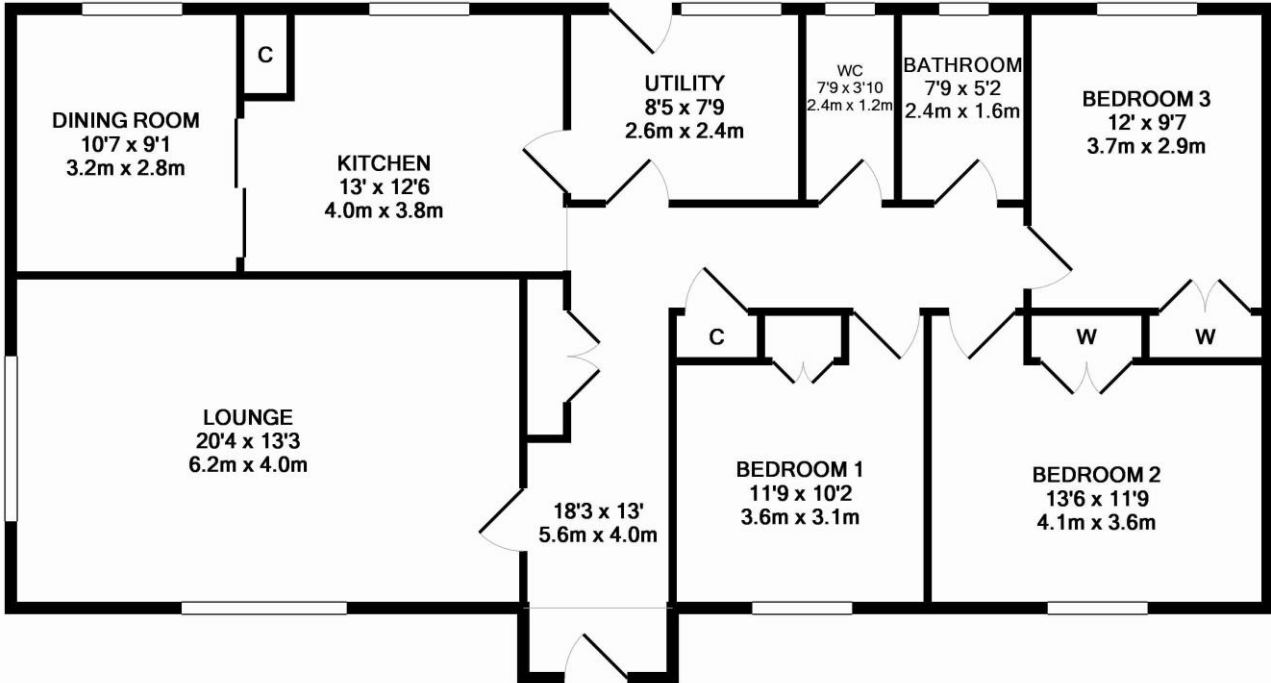 DINING ROOM
10'7 x 9'1
3.2m x 2.8m
C
KITCHEN
13' x 12'6
4.0m x 3.8m
UTILITY
8'5 x 7'9
2.6m x 2.4m
WC
7'9 x 3'10
2.4m x 1.2m
BATHROOM
7'9 x 5'2
2.4m x 1.6m
BEDROOM 3
12' x 9'7
3.7m x 2.9m
LOUNGE
20'4 x 13'3
6.2m x 4.0m
18'3 x 13'
5.6m x 4.0m
C
W
W
BEDROOM 1
11'9 x 10'2
3.6m x 3.1m
BEDROOM 2
13'6 x 11'9
4.1m x 3.6m